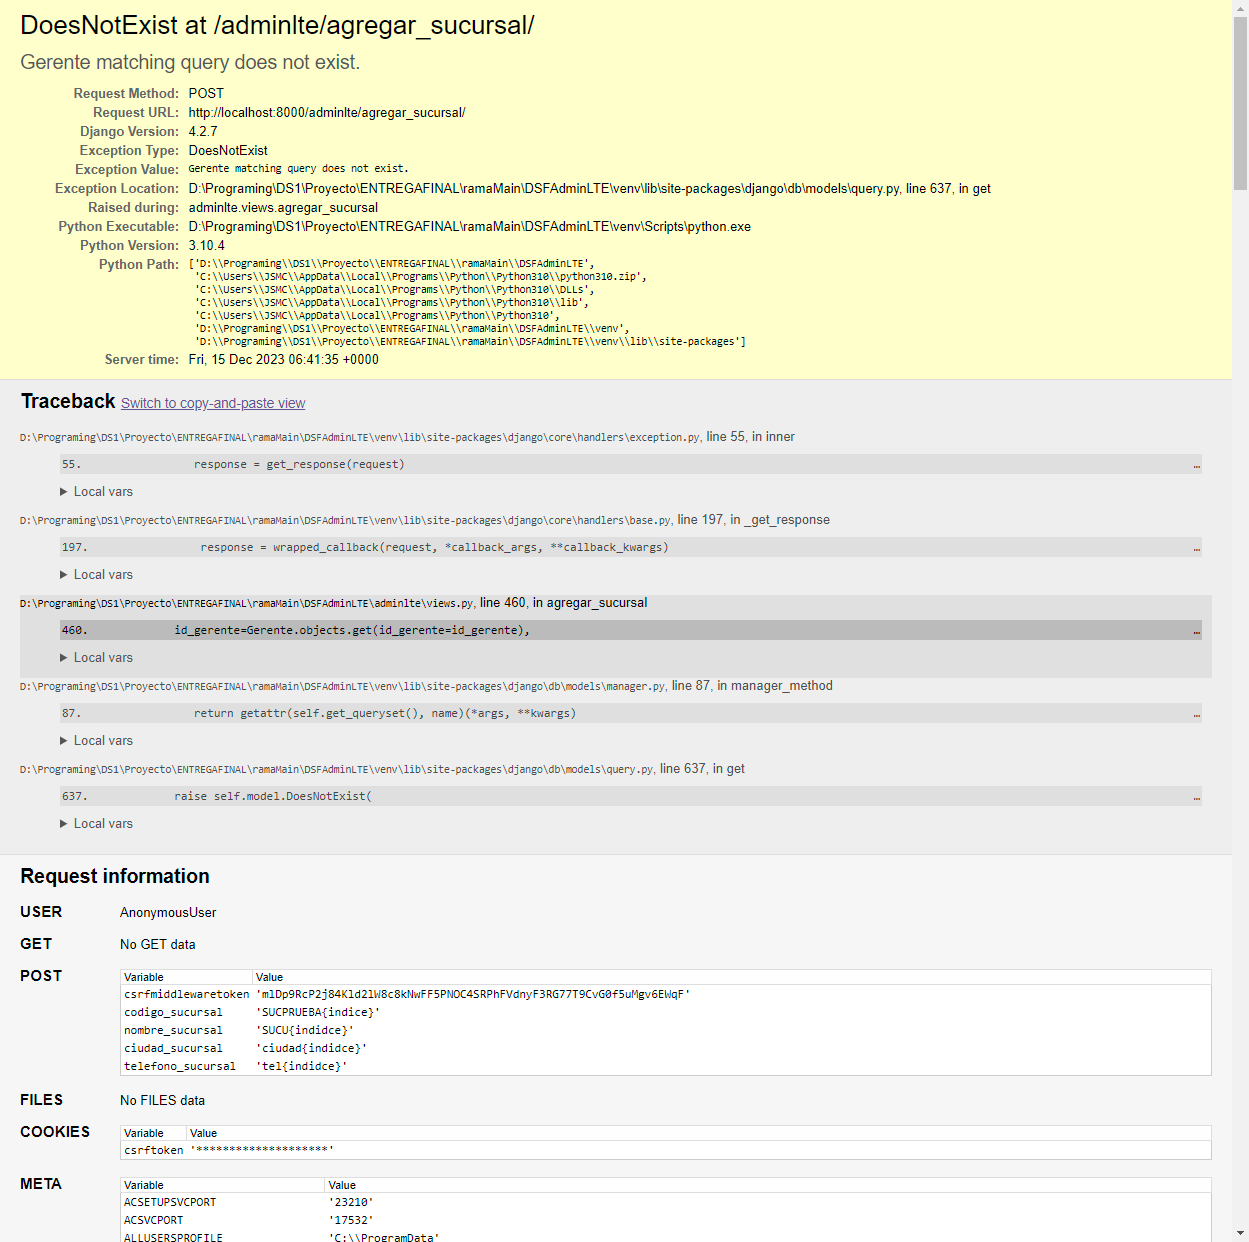 DoesNotExist at /adminlte/agregar_sucursal/
Gerente matching query does not exist.
Request Method: POST
Request URL: http://localhost:8000/adminlte/agregar_sucursal/
Django Version: 4.2.7
Exception Type: DoesNotExist
Exception Value: Gerente matching query does not exist.
Exception Location: D:\Programing\DS1\Proyecto\ENTREGAFINAL\ramaMain\DSFAdminLTE\venv\lib\site-packages\django\db\models\query.py, line 637, in get
Raised during: adminlte.views.agregar_sucursal
Python Executable: D:\Programing\DS1\Proyecto\ENTREGAFINAL\ramaMain\DSFAdminLTE\venv\Scripts\python.exe
Python Version: 3.10.4
Python Path: ['D:\\Programing\\DS1\\Proyecto\\ENTREGAFINAL\\ramaMain\\DSFAdminLTE',
'C:\\Users\\JSMC\\AppData\\Local\\Programs\\Python\\Python310\\python310.zip',
'C:\\Users\\JSMC\\AppData\\Local\\Programs\\Python\\Python310\\DLLs',
'C:\\Users\\JSMC\\AppData\\Local\\Programs\\Python\\Python310\\lib',
'C:\\Users\\JSMC\\AppData\\Local\\Programs\\Python\\Python310',
'D:\\Programing\\DS1\\Proyecto\\ENTREGAFINAL\\ramaMain\\DSFAdminLTE\\venv',
'D:\\Programing\\DS1\\Proyecto\\ENTREGAFINAL\\ramaMain\\DSFAdminLTE\\venv\\lib\\site-packages']
Server time: Fri, 15 Dec 2023 06:41:35 +0000
Traceback Switch to copy-and-paste view
D:\Programing\DS1\Proyecto\ENTREGAFINAL\ramaMain\DSFAdminLTE\venv\lib\site-packages\django\core\handlers\exception.py, line 55, in inner
55. response = get_response(request) …
▶ Local vars
D:\Programing\DS1\Proyecto\ENTREGAFINAL\ramaMain\DSFAdminLTE\venv\lib\site-packages\django\core\handlers\base.py, line 197, in _get_response
197. response = wrapped_callback(request, *callback_args, **callback_kwargs) …
▶ Local vars
D:\Programing\DS1\Proyecto\ENTREGAFINAL\ramaMain\DSFAdminLTE\adminlte\views.py, line 460, in agregar_sucursal
460. id_gerente=Gerente.objects.get(id_gerente=id_gerente), …
▶ Local vars
D:\Programing\DS1\Proyecto\ENTREGAFINAL\ramaMain\DSFAdminLTE\venv\lib\site-packages\django\db\models\manager.py, line 87, in manager_method
87. return getattr(self.get_queryset(), name)(*args, **kwargs) …
▶ Local vars
D:\Programing\DS1\Proyecto\ENTREGAFINAL\ramaMain\DSFAdminLTE\venv\lib\site-packages\django\db\models\query.py, line 637, in get
637. raise self.model.DoesNotExist( …
▶ Local vars
Request information
USER AnonymousUser
GET No GET data
POST Variable Value
csrfmiddlewaretoken 'mlDp9RcP2j84Kld2lW8c8kNwFF5PNOC4SRPhFVdnyF3RG77T9CvG0f5uMgv6EWqF'
codigo_sucursal 'SUCPRUEBA{indice}'
nombre_sucursal 'SUCU{indidce}'
ciudad_sucursal 'ciudad{indidce}'
telefono_sucursal 'tel{indidce}'
FILES No FILES data
COOKIES Variable Value
csrftoken '********************'
META Variable Value
ACSETUPSVCPORT '23210'
ACSVCPORT '17532'
ALLUSERSPROFILE 'C:\\ProgramData'